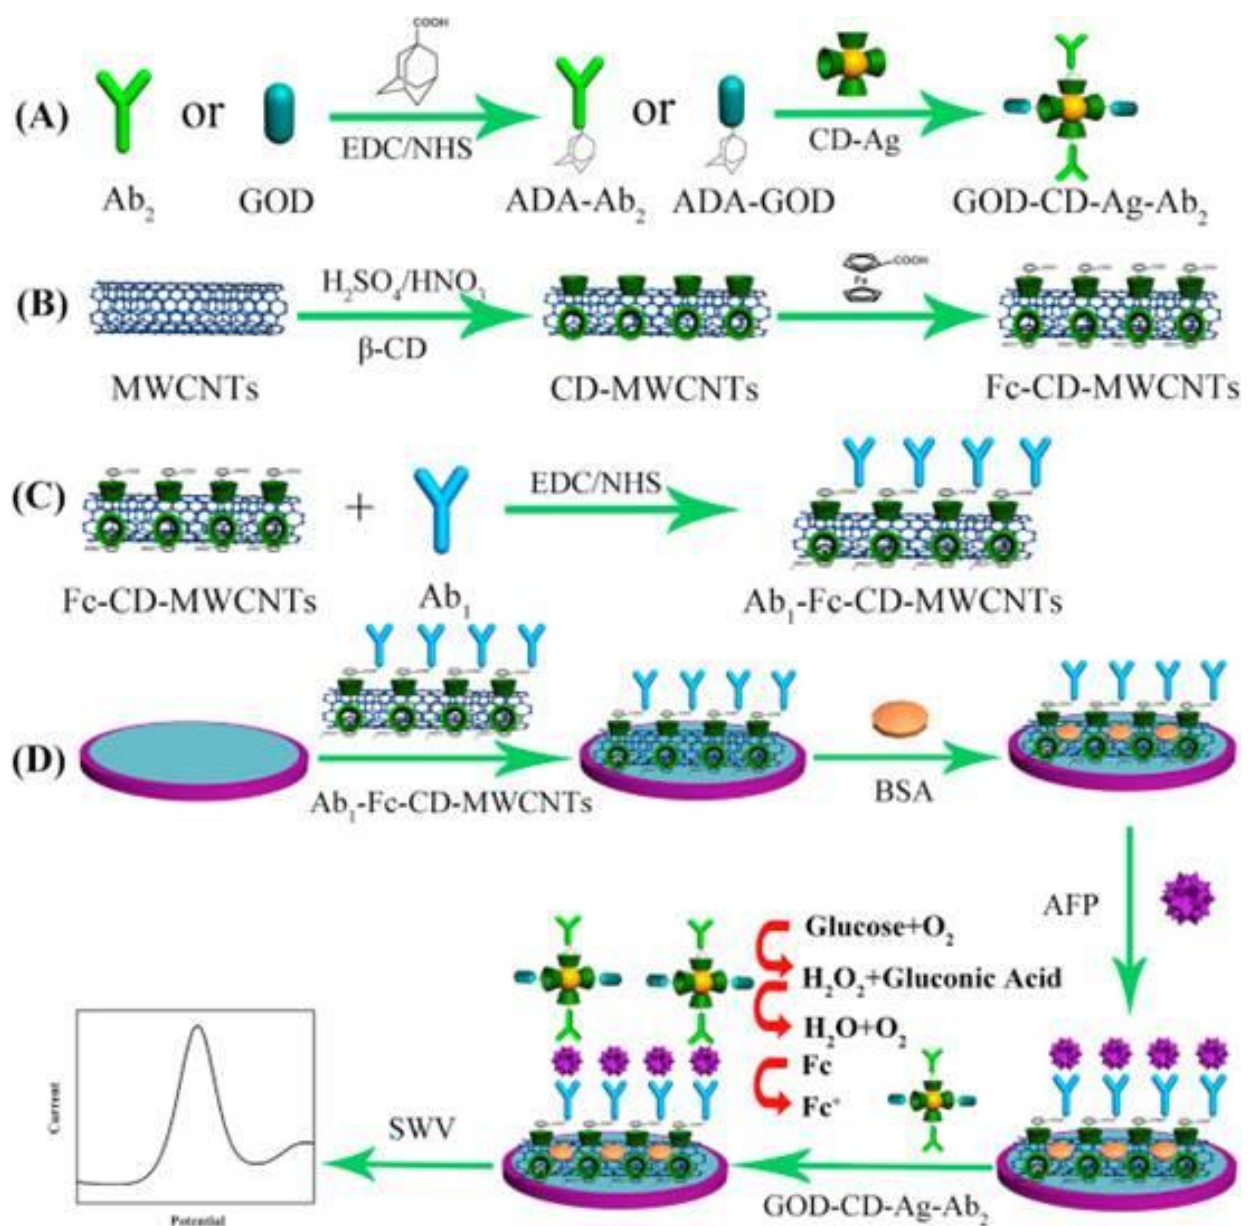 COOH
(A)
or
EDC/NHS
or
CD-Ag
Ab₂
GOD
ADA-Ab₂
ADA-GOD
GOD-CD-Ag-Ab₂
(B)
H₂SO₄/HNO₃
β-CD
COOH
Fe
MWCNTs
CD-MWCNTs
Fc-CD-MWCNTs
(C)
+
EDC/NHS
Fc-CD-MWCNTs
Ab₁
Ab₁-Fc-CD-MWCNTs
(D)
Ab₁-Fc-CD-MWCNTs
BSA
AFP
Glucose+O₂
H₂O₂+Gluconic Acid
H₂O+O₂
Fc
Fc⁺
GOD-CD-Ag-Ab₂
SWV
Current
Potential